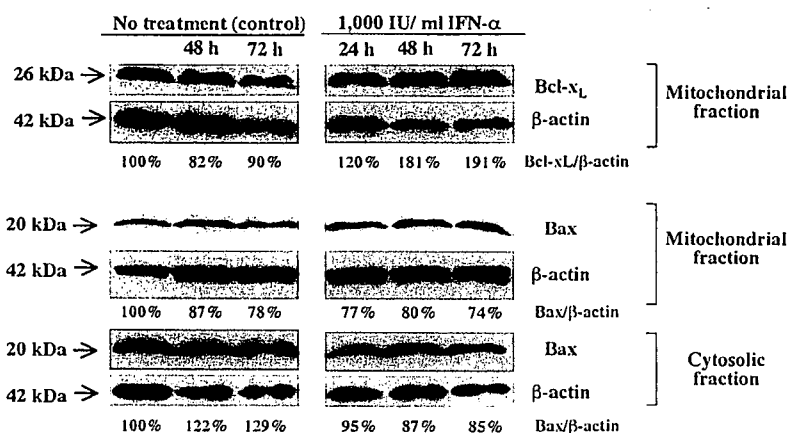 No treatment (control) 1,000 IU/ ml IFN-α
48 h 72 h 24 h 48 h 72 h
26 kDa → Bcl-xL
Mitochondrial fraction
42 kDa → β-actin
100% 82% 90% 120% 181% 191% Bcl-xL/β-actin
20 kDa → Bax
Mitochondrial fraction
42 kDa → β-actin
100% 87% 78% 77% 80% 74% Bax/β-actin
20 kDa → Bax
Cytosolic fraction
42 kDa → β-actin
100% 122% 129% 95% 87% 85% Bax/β-actin